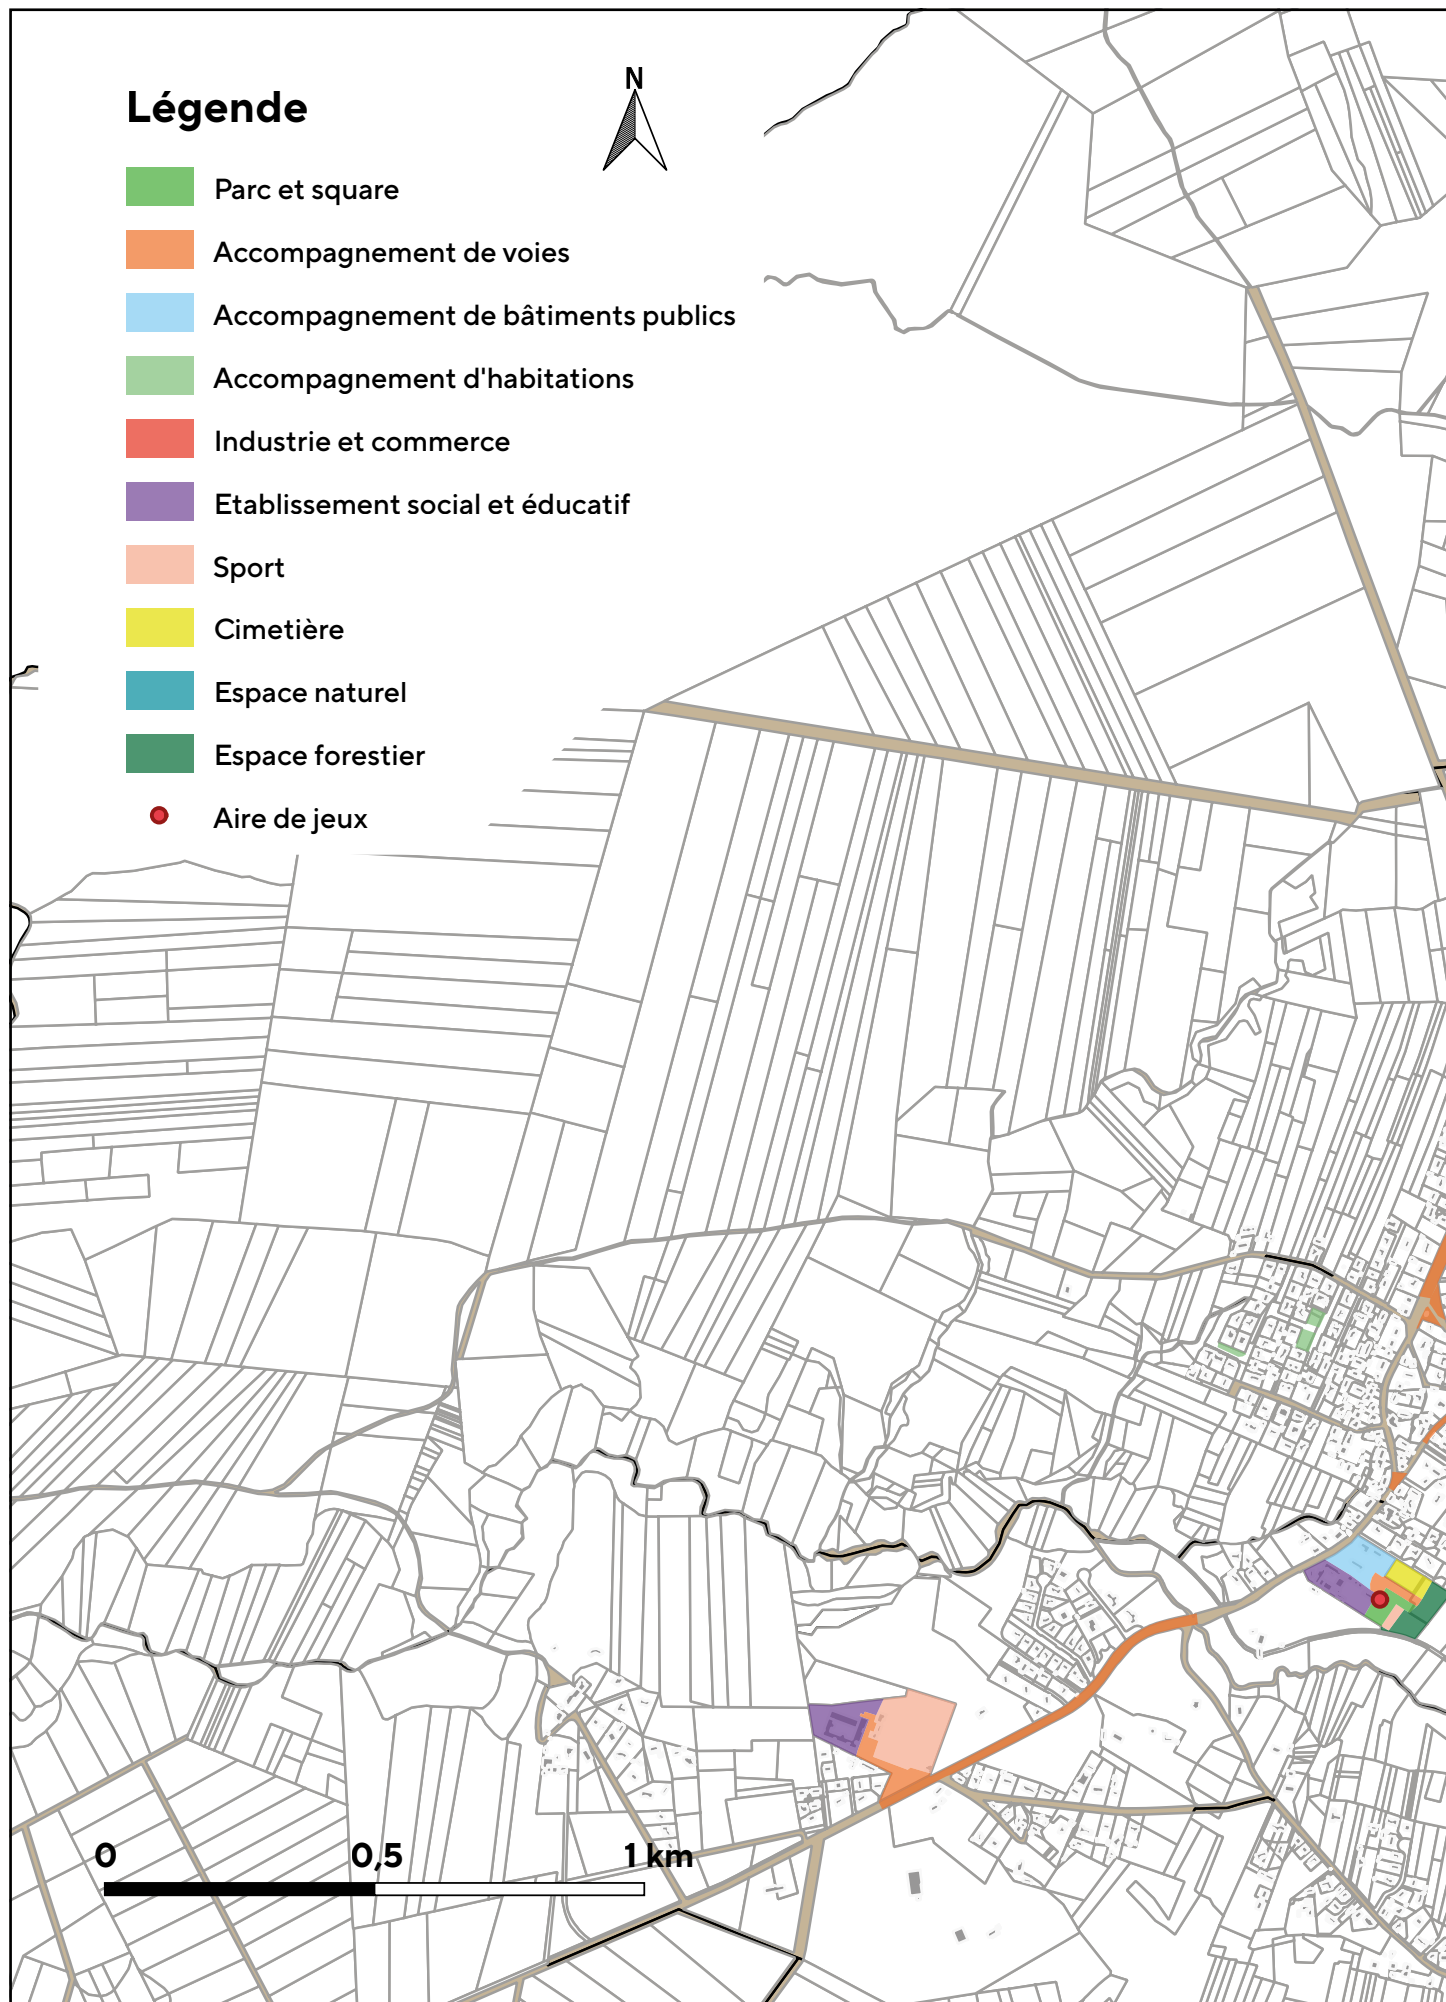 N
Légende
Parc et square
Accompagnement de voies
Accompagnement de bâtiments publics
Accompagnement d'habitations
Industrie et commerce
Etablissement social et éducatif
Sport
Cimetière
Espace naturel
Espace forestier
Aire de jeux
0 0,5 1 km